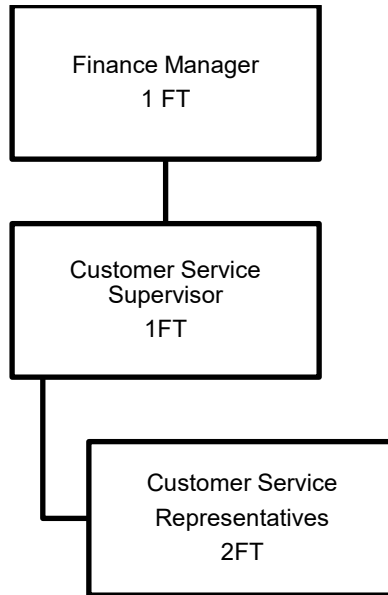 Finance Manager
1 FT
Customer Service
Supervisor
1FT
Customer Service
Representatives
2FT